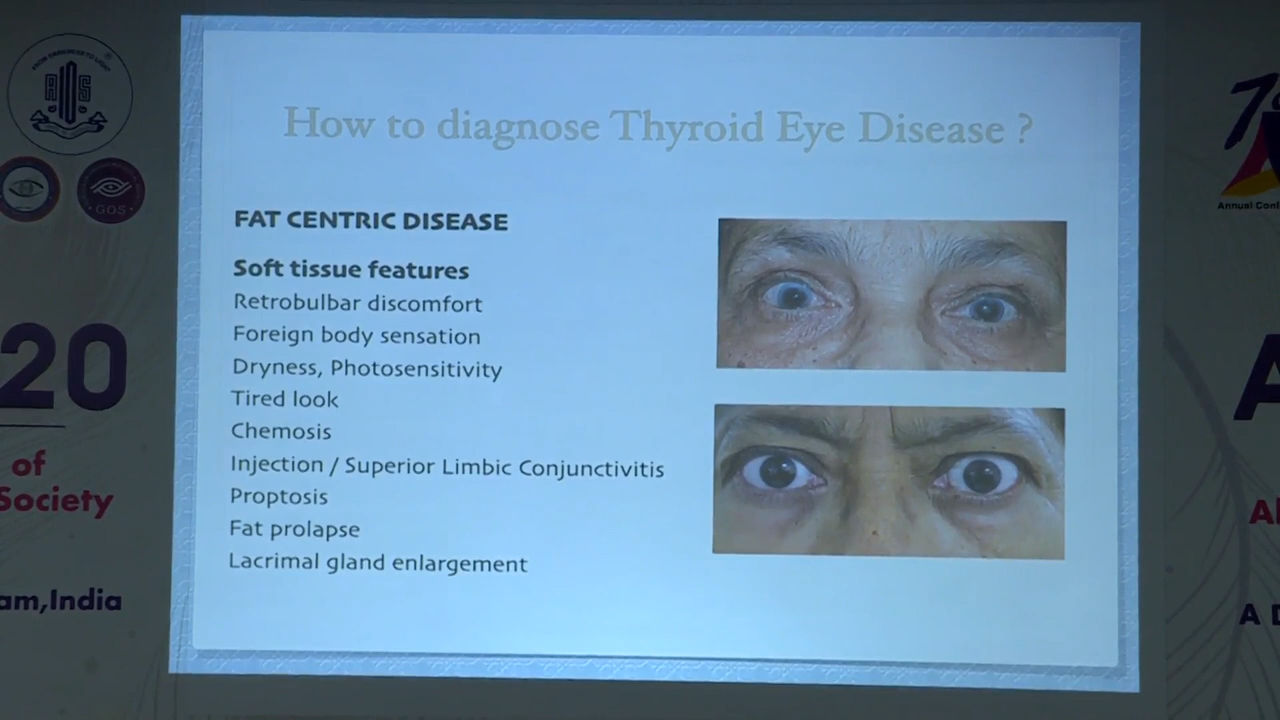 How to diagnose Thyroid Eye Disease ?
FAT CENTRIC DISEASE
Soft tissue features
Retrobulbar discomfort
Foreign body sensation
Dryness, Photosensitivity
Tired look
Chemosis
Injection / Superior Limbic Conjunctivitis
Proptosis
Fat prolapse
Lacrimal gland enlargement
20
of
Society
am,India
GOS
Annual Con
A
A D